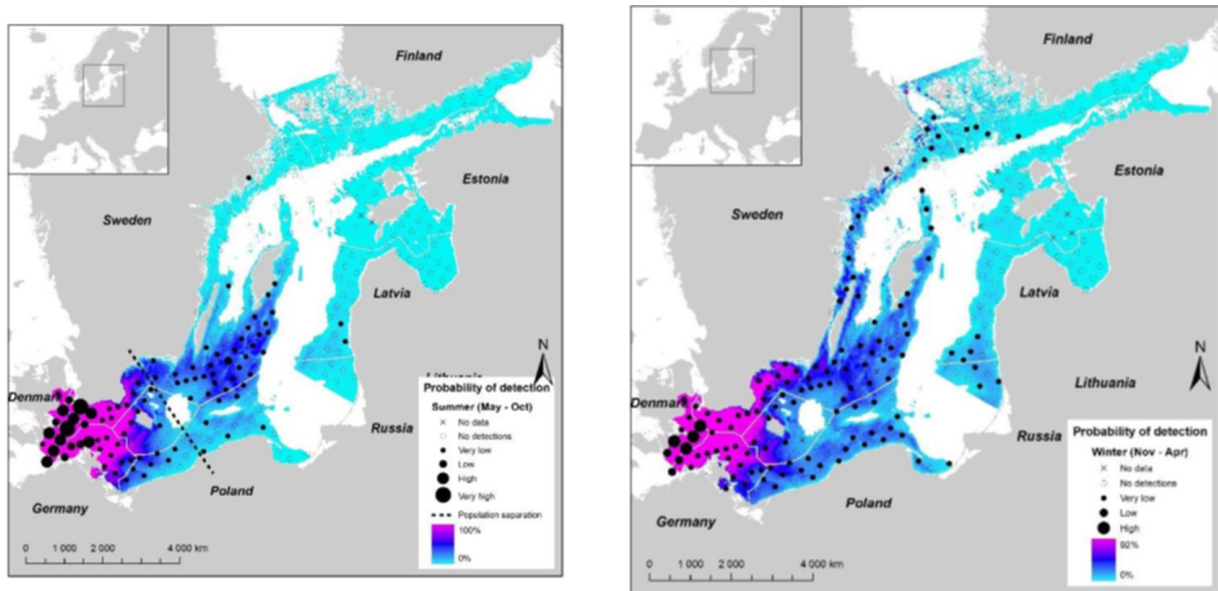 Finland
Estonia
Sweden
Latvia
N
Denmark
Probability of detection
Summer (May - Oct)
No data
No detections
Very low
Low
High
Very high
Population separation
100%
0%
Russia
Poland
Germany
0 1 000 2 000 4 000 km
Finland
Estonia
Sweden
Latvia
N
Lithuania
Denmark
Russia
Probability of detection
Winter (Nov - Apr)
No data
No detections
Very low
Low
High
92%
0%
Poland
Germany
0 1 000 2 000 4 000 km